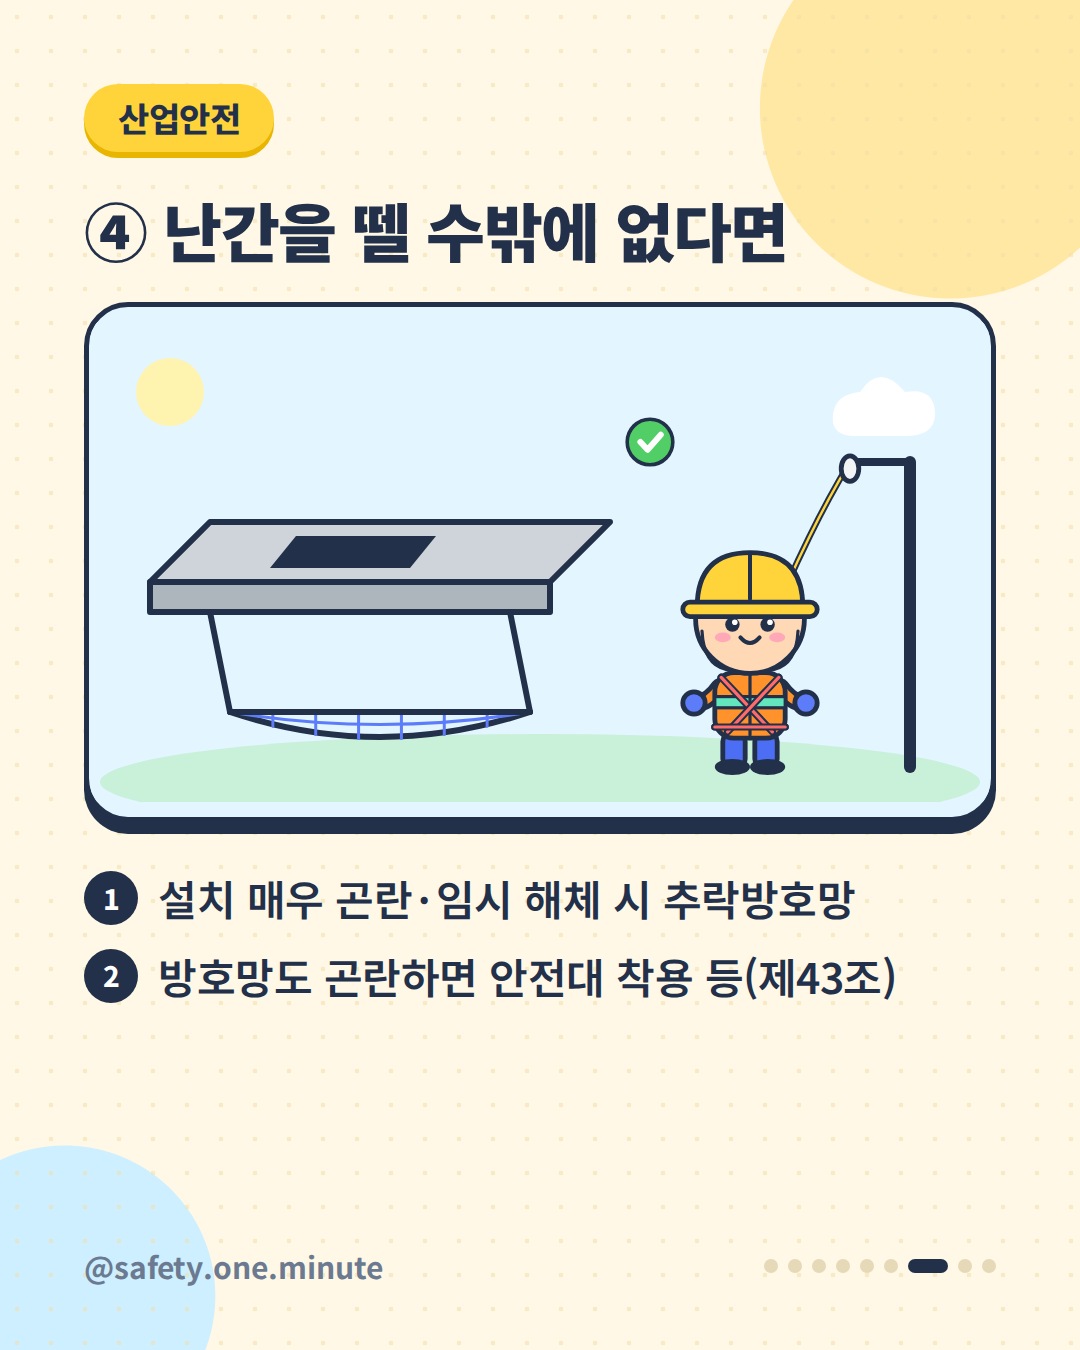 산업안전
④ 난간을 뗄 수밖에 없다면
1 설치 매우 곤란·임시 해체 시 추락방호망
2 방호망도 곤란하면 안전대 착용 등(제43조)
@safety.one.minute